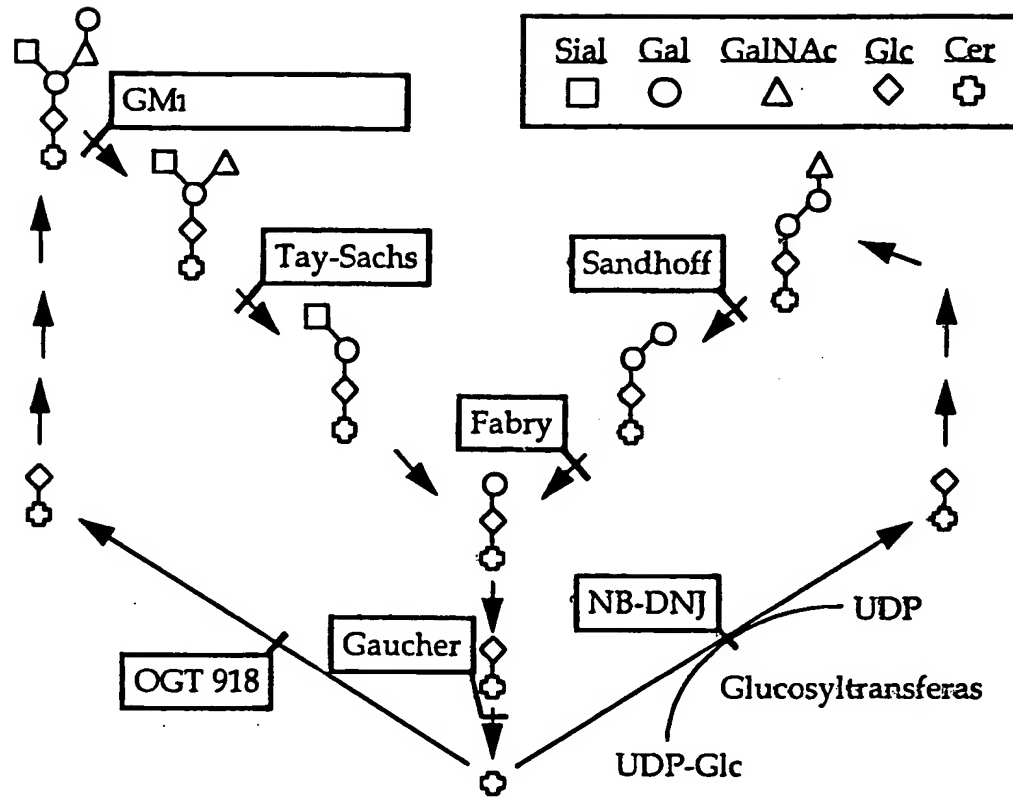 Sial Gal GalNAc Glc Cer
GM1
Tay-Sachs
Sandhoff
Fabry
NB-DNJ
UDP
Gaucher
OGT 918
Glucosyltransferas
UDP-Glc